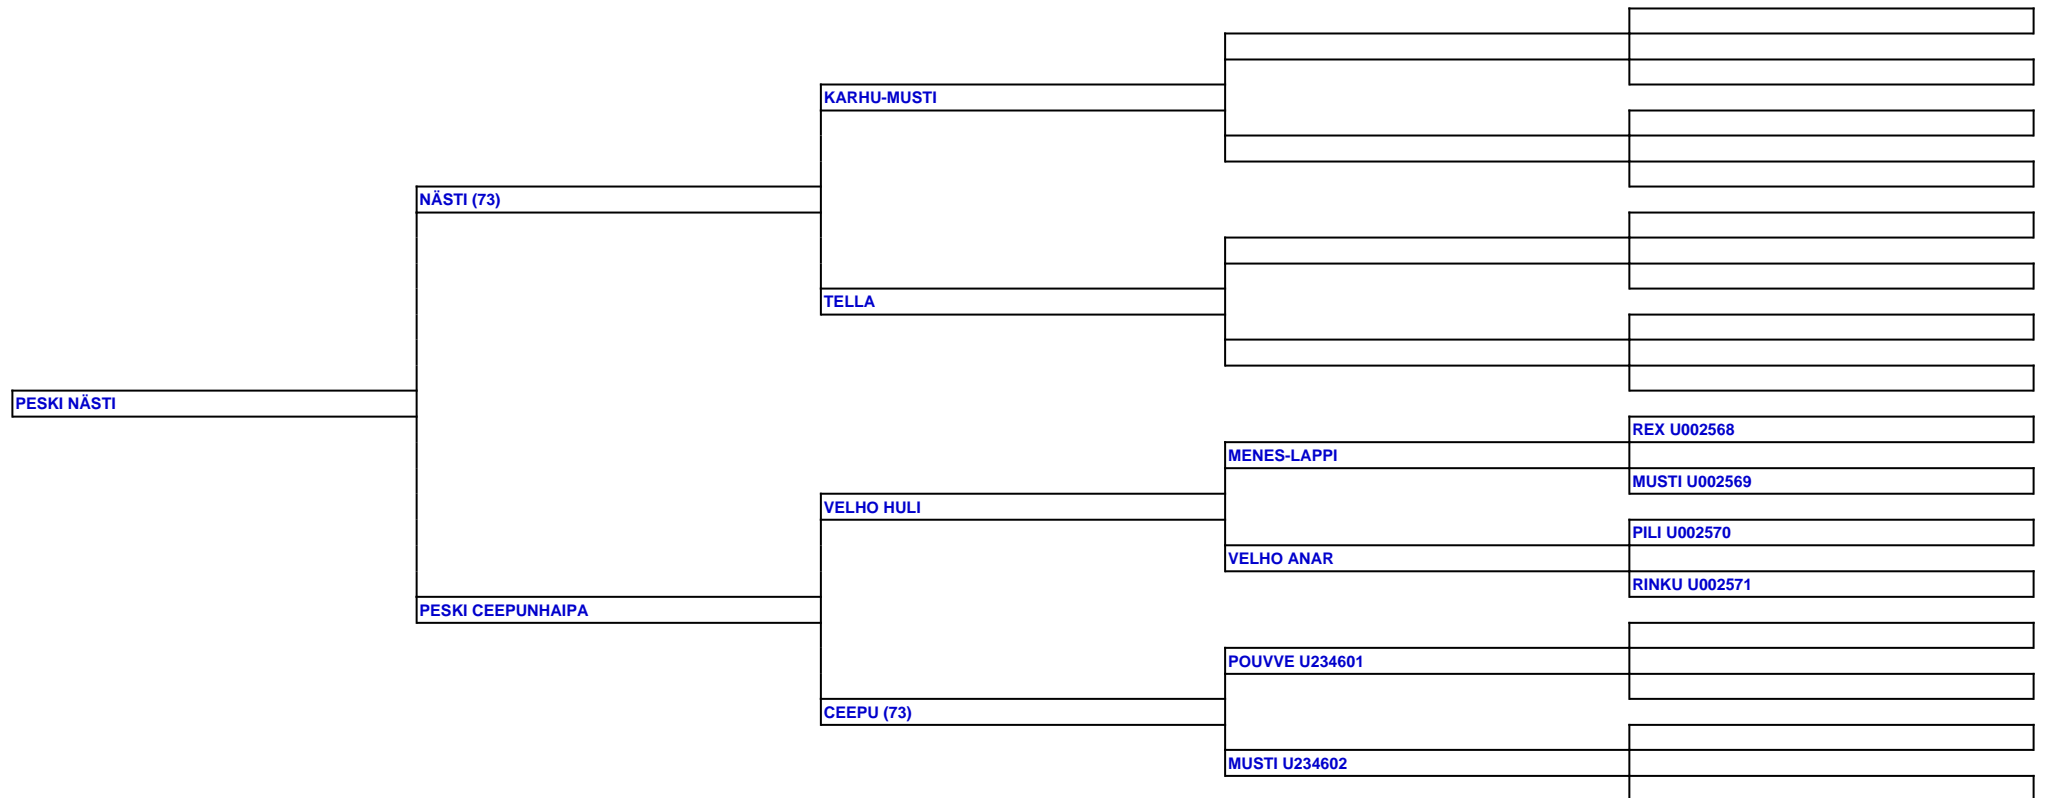 KARHU-MUSTI
NÄSTI (73)
TELLA
PESKI NÄSTI
REX U002568
MENES-LAPPI
MUSTI U002569
VELHO HULI
PILI U002570
VELHO ANAR
RINKU U002571
PESKI CEEPUNHAIPA
POUVVE U234601
CEEPU (73)
MUSTI U234602